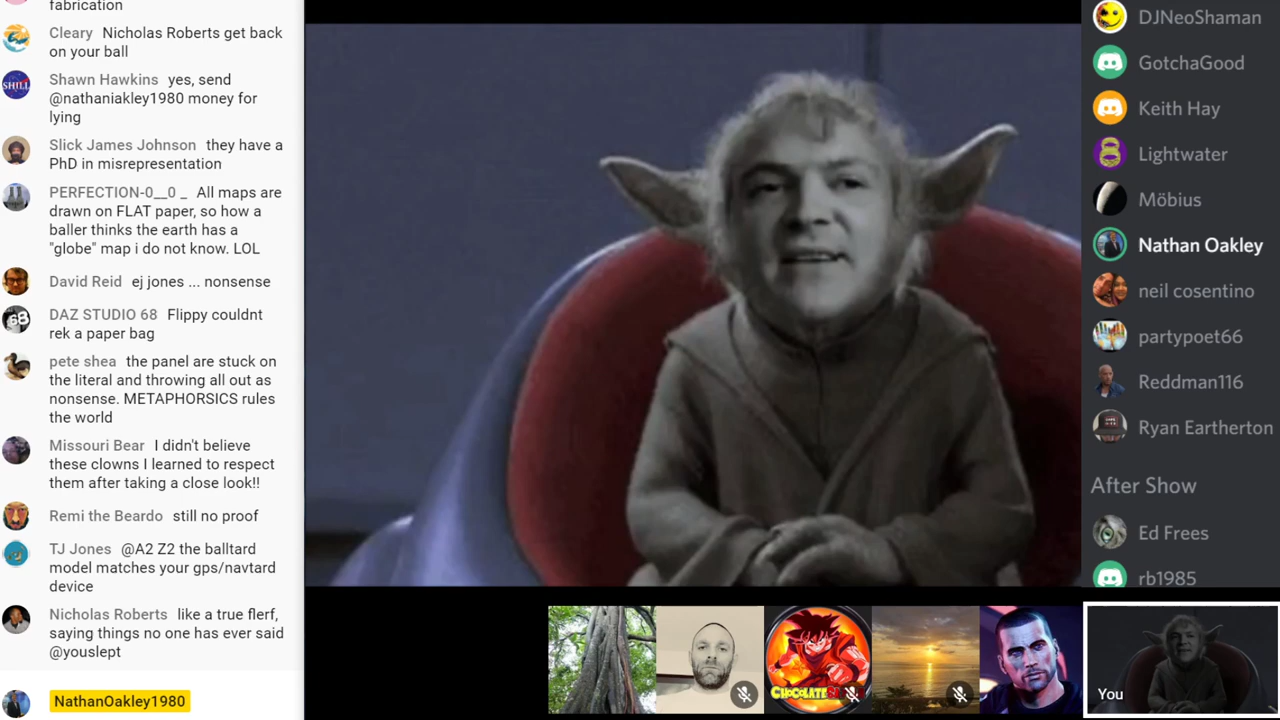 fabrication
Cleary Nicholas Roberts get back
on your ball
SHILL
Shawn Hawkins yes, send
@nathaniakley1980 money for
lying
Slick James Johnson they have a
PhD in misrepresentation
PERFECTION-0__0 _ All maps are
drawn on FLAT paper, so how a
baller thinks the earth has a
"globe" map i do not know. LOL
David Reid ej jones ... nonsense
68
DAZ STUDIO 68 Flippy couldnt
rek a paper bag
pete shea the panel are stuck on
the literal and throwing all out as
nonsense. METAPHORSICS rules
the world
Missouri Bear I didn't believe
these clowns I learned to respect
them after taking a close look!!
Remi the Beardo still no proof
TJ Jones @A2 Z2 the balltard
model matches your gps/navtard
device
Nicholas Roberts like a true flerf,
saying things no one has ever said
@youslept
NathanOakley1980
DJNeoShaman
GotchaGood
Keith Hay
Lightwater
Möbius
Nathan Oakley
neil cosentino
partypoet66
Reddman116
Ryan Eartherton
After Show
Ed Frees
rb1985
You